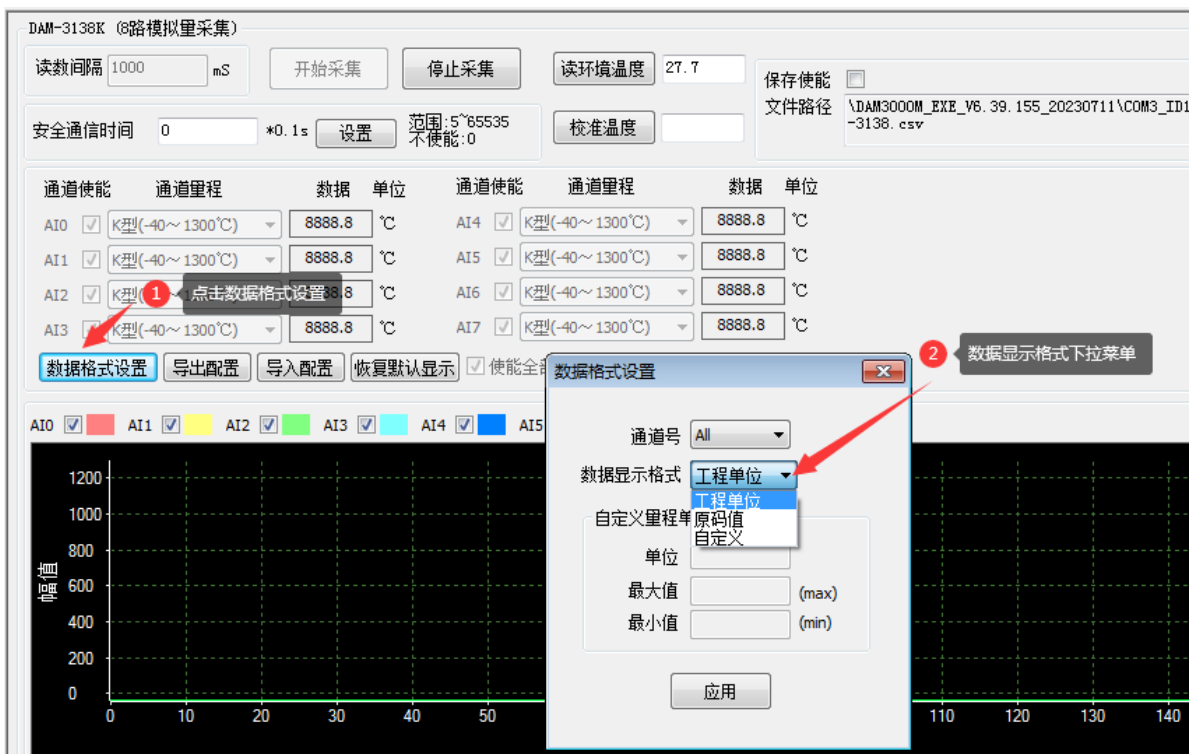 DAM-3138K (8路模拟量采集)
读数间隔 1000 mS 开始采集 停止采集 读环境温度 27.7
保存使能
文件路径 \DAM3000M_EXE_V6.39.155_20230711\COM3_ID1
-3138.csv
安全通信时间 0 *0.1s 设置 范围:5~65535
不使能:0
校准温度
通道使能 通道量程 数据 单位 通道使能 通道量程 数据 单位
AI0 K型(-40～1300℃) 8888.8 ℃ AI4 K型(-40～1300℃) 8888.8 ℃
AI1 K型(-40～1300℃) 8888.8 ℃ AI5 K型(-40～1300℃) 8888.8 ℃
AI2 K型( 1 点击数据格式设置 8.8 ℃ AI6 K型(-40～1300℃) 8888.8 ℃
AI3 K型(-40～1300℃) 8888.8 ℃ AI7 K型(-40～1300℃) 8888.8 ℃
2 数据显示格式下拉菜单
数据格式设置 导出配置 导入配置 恢复默认显示 使能全
数据格式设置
通道号 All
数据显示格式 工程单位
工程单位
原码值
自定义
自定义量程单
单位
最大值 (max)
最小值 (min)
应用
AI0 AI1 AI2 AI3 AI4 AI5
幅值
1200
1000
800
600
400
200
0
0 10 20 30 40 50 110 120 130 140